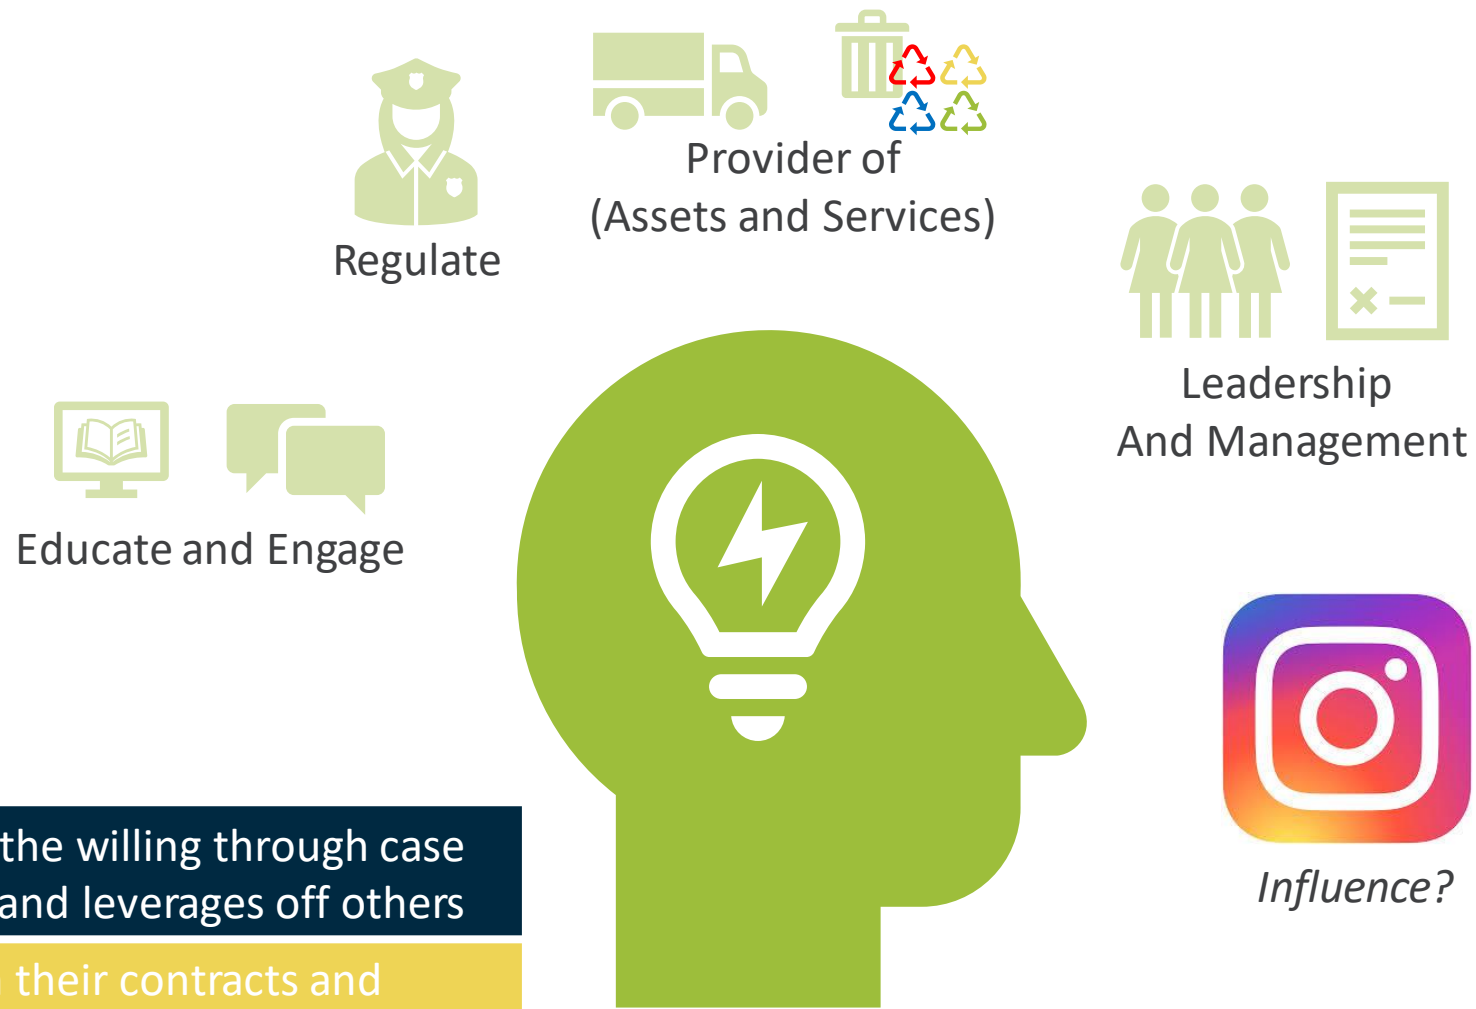 Provider of
(Assets and Services)
Regulate
Leadership
And Management
Educate and Engage
Influence?
the willing through case
and leverages off others
their contracts and